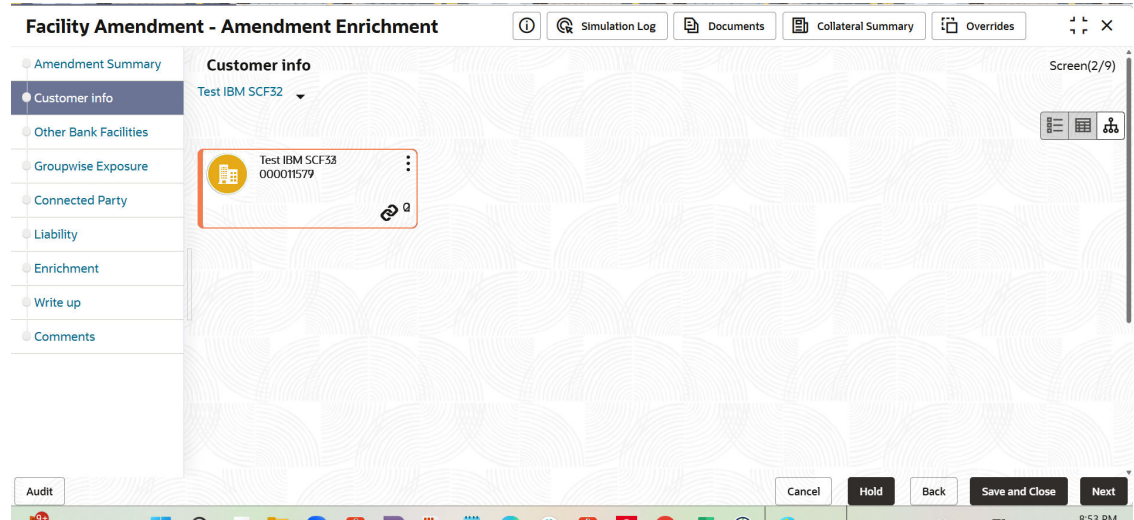 Facility Amendment - Amendment Enrichment
Simulation Log
Documents
Collateral Summary
Overrides
Amendment Summary
Customer info
Other Bank Facilities
Groupwise Exposure
Connected Party
Liability
Enrichment
Write up
Comments
Customer info
Screen(2/9)
Test IBM SCF32
Test IBM SCF33
000011579
Audit
Cancel
Hold
Back
Save and Close
Next
9+
8:53 PM